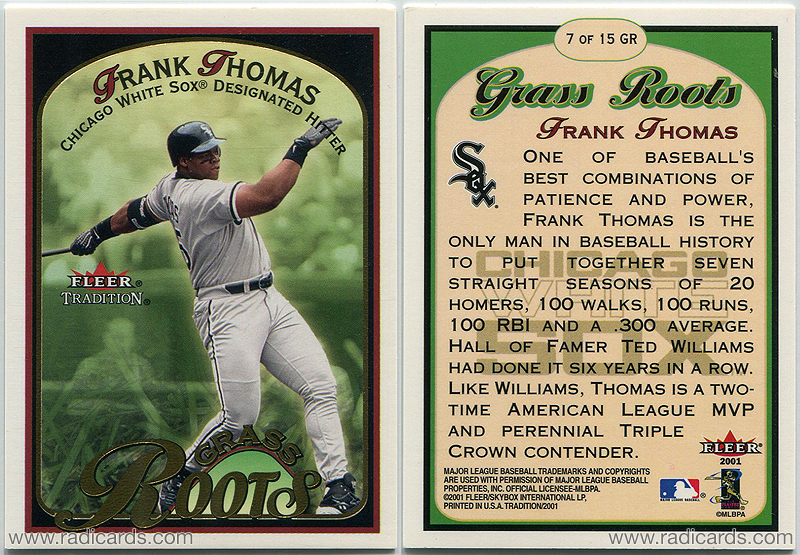 FRANK THOMAS
CHICAGO WHITE SOX® DESIGNATED HITTER
FLEER
TRADITION®
GRASS
ROOTS
www.radicards.com
7 OF 15 GR
Grass Roots
FRANK THOMAS
Sox
ONE OF BASEBALL'S
BEST COMBINATIONS OF
PATIENCE AND POWER,
FRANK THOMAS IS THE
ONLY MAN IN BASEBALL HISTORY
TO PUT TOGETHER SEVEN
STRAIGHT SEASONS OF 20
HOMERS, 100 WALKS, 100 RUNS,
100 RBI AND A .300 AVERAGE.
HALL OF FAMER TED WILLIAMS
HAD DONE IT SIX YEARS IN A ROW.
LIKE WILLIAMS, THOMAS IS A TWO-
TIME AMERICAN LEAGUE MVP
AND PERENNIAL TRIPLE
CROWN CONTENDER.
CHICAGO
WHITE
SOX
FLEER®
2001
MAJOR LEAGUE BASEBALL TRADEMARKS AND COPYRIGHTS
ARE USED WITH PERMISSION OF MAJOR LEAGUE BASEBALL
PROPERTIES, INC. OFFICIAL LICENSEE-MLBPA.
©2001 FLEER/SKYBOX INTERNATIONAL LP,
PRINTED IN U.S.A. TRADITION/2001
©MLBPA
www.radicards.com